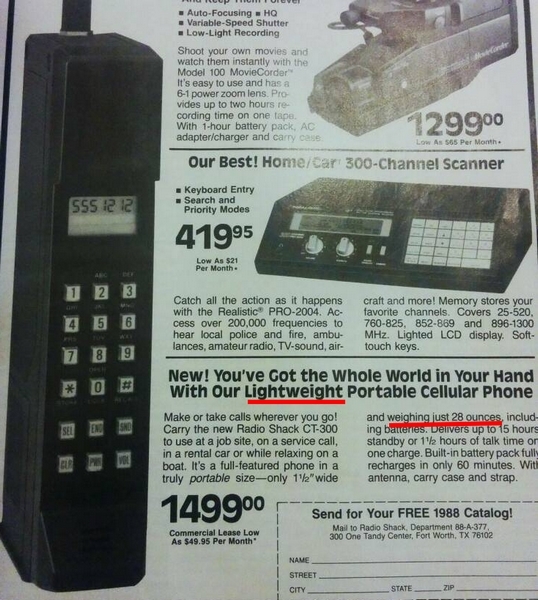 And Keep Them Forever
■ Auto-Focusing ■ HQ
■ Variable-Speed Shutter
■ Low-Light Recording
Shoot your own movies and
watch them instantly with the
Model 100 MovieCorder™
It's easy to use and has a
6-1 power zoom lens. Pro-
vides up to two hours re-
cording time on one tape.
With 1-hour battery pack, AC
adapter/charger and carry case.
MovieCorder
1299⁰⁰
Low As $65 Per Month•
Our Best! Home/Car 300-Channel Scanner
■ Keyboard Entry
■ Search and
Priority Modes
419⁹⁵
Low As $21
Per Month•
Catch all the action as it happens
with the Realistic® PRO-2004. Ac-
cess over 200,000 frequencies to
hear local police and fire, ambu-
lances, amateur radio, TV-sound, air-
craft and more! Memory stores your
favorite channels. Covers 25-520,
760-825, 852-869 and 896-1300
MHz. Lighted LCD display. Soft-
touch keys.
New! You've Got the Whole World in Your Hand
With Our Lightweight Portable Cellular Phone
Make or take calls wherever you go!
Carry the new Radio Shack CT-300
to use at a job site, on a service call,
in a rental car or while relaxing on a
boat. It's a full-featured phone in a
truly portable size—only 1½" wide
and weighing just 28 ounces, includ-
ing batteries. Delivers up to 15 hours
standby or 1½ hours of talk time on
one charge. Built-in battery pack fully
recharges in only 60 minutes. With
antenna, carry case and strap.
1499⁰⁰
Commercial Lease Low
As $49.95 Per Month*
Send for Your FREE 1988 Catalog!
Mail to Radio Shack, Department 88-A-377,
300 One Tandy Center, Fort Worth, TX 76102
NAME
STREET
CITY STATE ZIP
555 1212
ABC DEF
1 2 3
4 5 6
7 8 9
* 0 #
SEL END SND
CLR PWR VOL